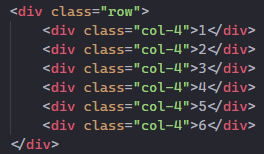 <div class="row">
    <div class="col-4">1</div>
    <div class="col-4">2</div>
    <div class="col-4">3</div>
    <div class="col-4">4</div>
    <div class="col-4">5</div>
    <div class="col-4">6</div>
</div>